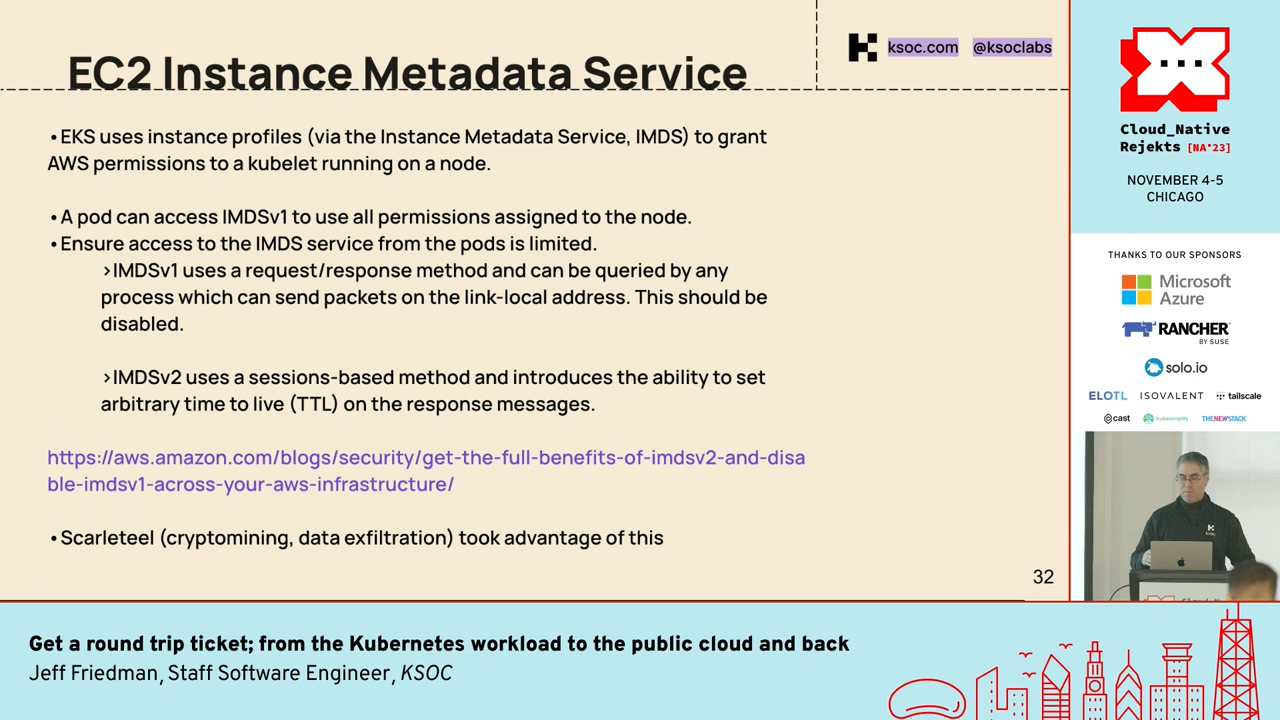 EC2 Instance Metadata Service
ksoc.com @ksoclabs
•EKS uses instance profiles (via the Instance Metadata Service, IMDS) to grant
AWS permissions to a kubelet running on a node.
•A pod can access IMDSv1 to use all permissions assigned to the node.
•Ensure access to the IMDS service from the pods is limited.
›IMDSv1 uses a request/response method and can be queried by any
process which can send packets on the link-local address. This should be
disabled.
›IMDSv2 uses a sessions-based method and introduces the ability to set
arbitrary time to live (TTL) on the response messages.
https://aws.amazon.com/blogs/security/get-the-full-benefits-of-imdsv2-and-disa
ble-imdsv1-across-your-aws-infrastructure/
•Scarleteel (cryptomining, data exfiltration) took advantage of this
32
Cloud_Native
Rejekts [NA'23]
NOVEMBER 4-5
CHICAGO
THANKS TO OUR SPONSORS
Microsoft
Azure
RANCHER
BY SUSE
solo.io
ELOTL ISOVALENT tailscale
cast Kubesimplify THENEWSTACK
Get a round trip ticket; from the Kubernetes workload to the public cloud and back
Jeff Friedman, Staff Software Engineer, KSOC